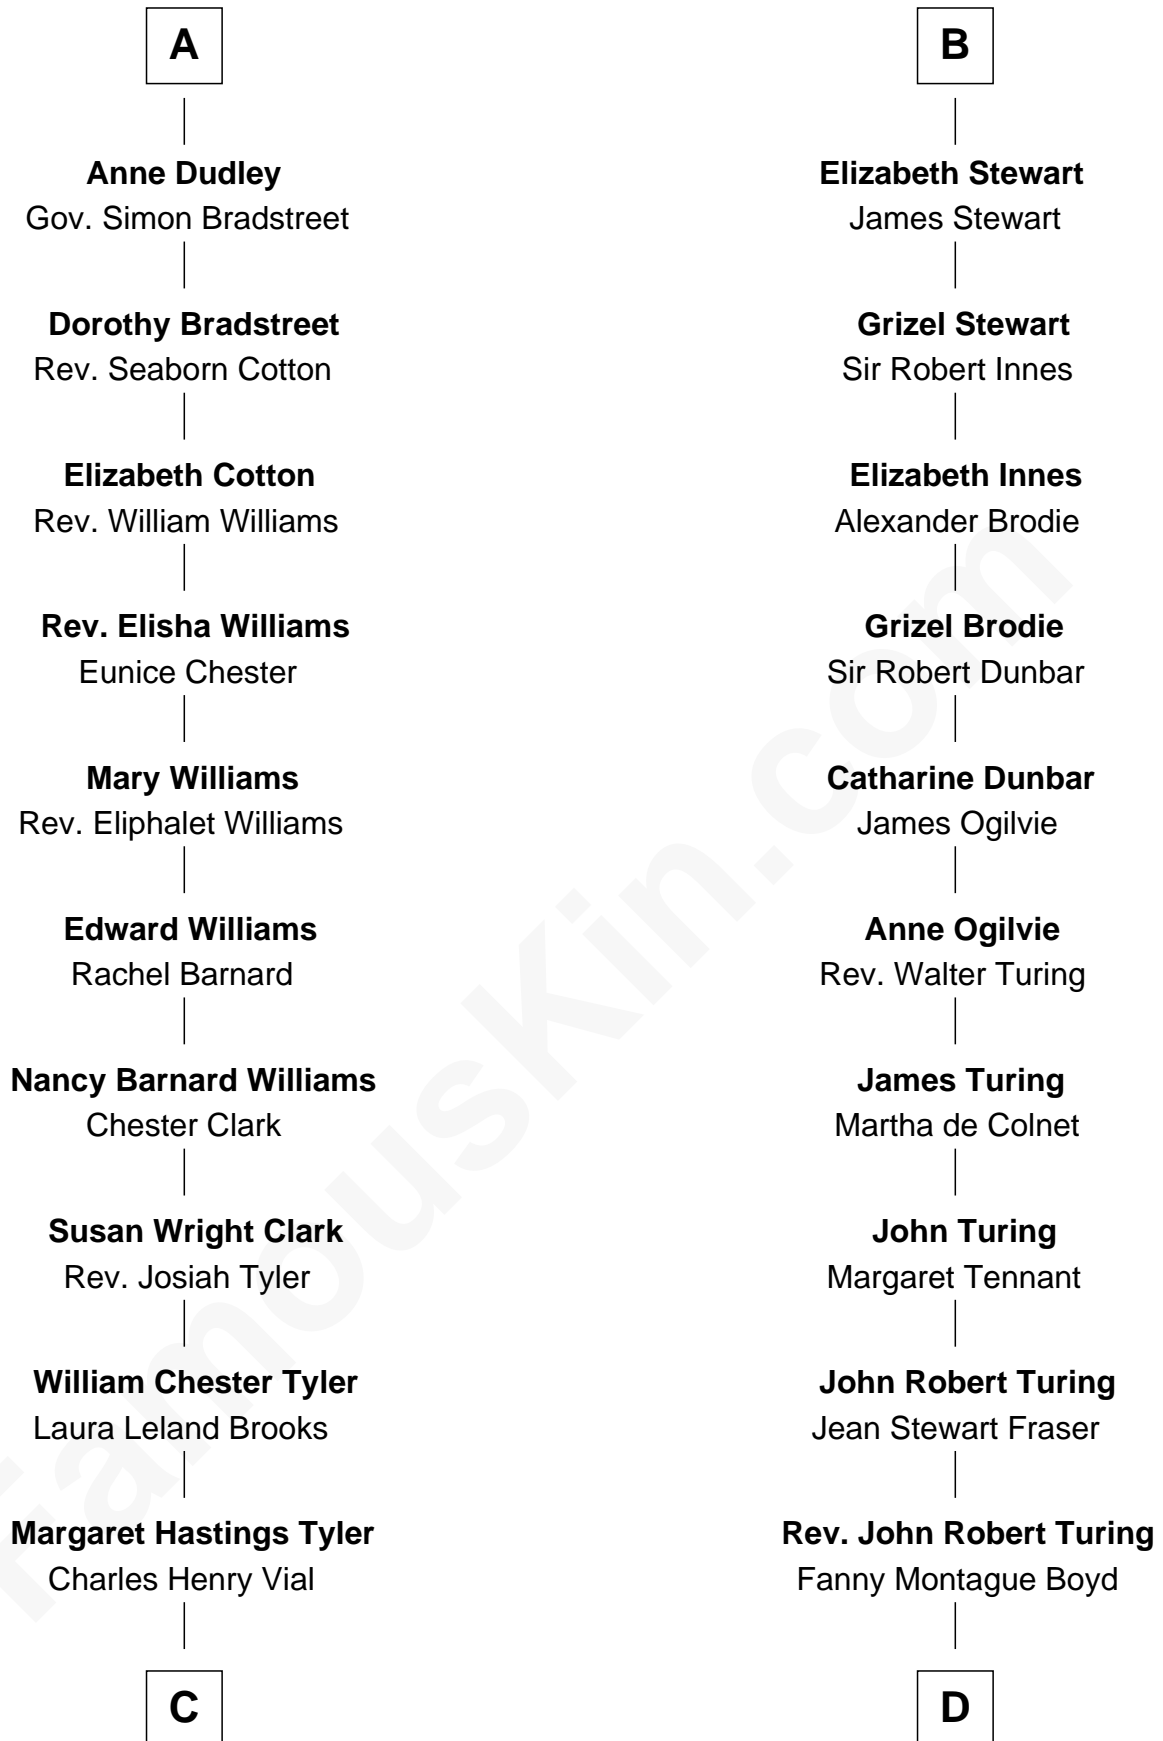 A
Anne Dudley
Gov. Simon Bradstreet
Dorothy Bradstreet
Rev. Seaborn Cotton
Elizabeth Cotton
Rev. William Williams
Rev. Elisha Williams
Eunice Chester
Mary Williams
Rev. Eliphalet Williams
Edward Williams
Rachel Barnard
Nancy Barnard Williams
Chester Clark
Susan Wright Clark
Rev. Josiah Tyler
William Chester Tyler
Laura Leland Brooks
Margaret Hastings Tyler
Charles Henry Vial
C
B
Elizabeth Stewart
James Stewart
Grizel Stewart
Sir Robert Innes
Elizabeth Innes
Alexander Brodie
Grizel Brodie
Sir Robert Dunbar
Catharine Dunbar
James Ogilvie
Anne Ogilvie
Rev. Walter Turing
James Turing
Martha de Colnet
John Turing
Margaret Tennant
John Robert Turing
Jean Stewart Fraser
Rev. John Robert Turing
Fanny Montague Boyd
D
FamousKin.com